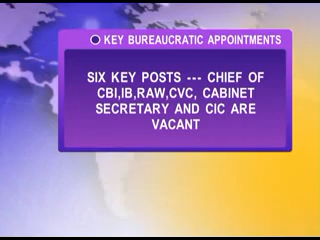 KEY BUREAUCRATIC APPOINTMENTS
SIX KEY POSTS --- CHIEF OF
CBI,IB,RAW,CVC, CABINET
SECRETARY AND CIC ARE
VACANT